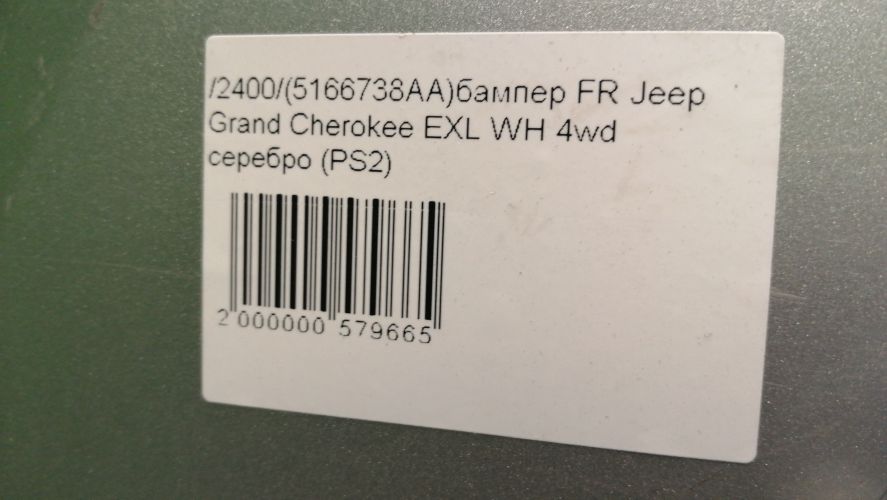 /2400/(5166738AA)бампер FR Jeep
Grand Cherokee EXL WH 4wd
серебро (PS2)
2 000000 579665